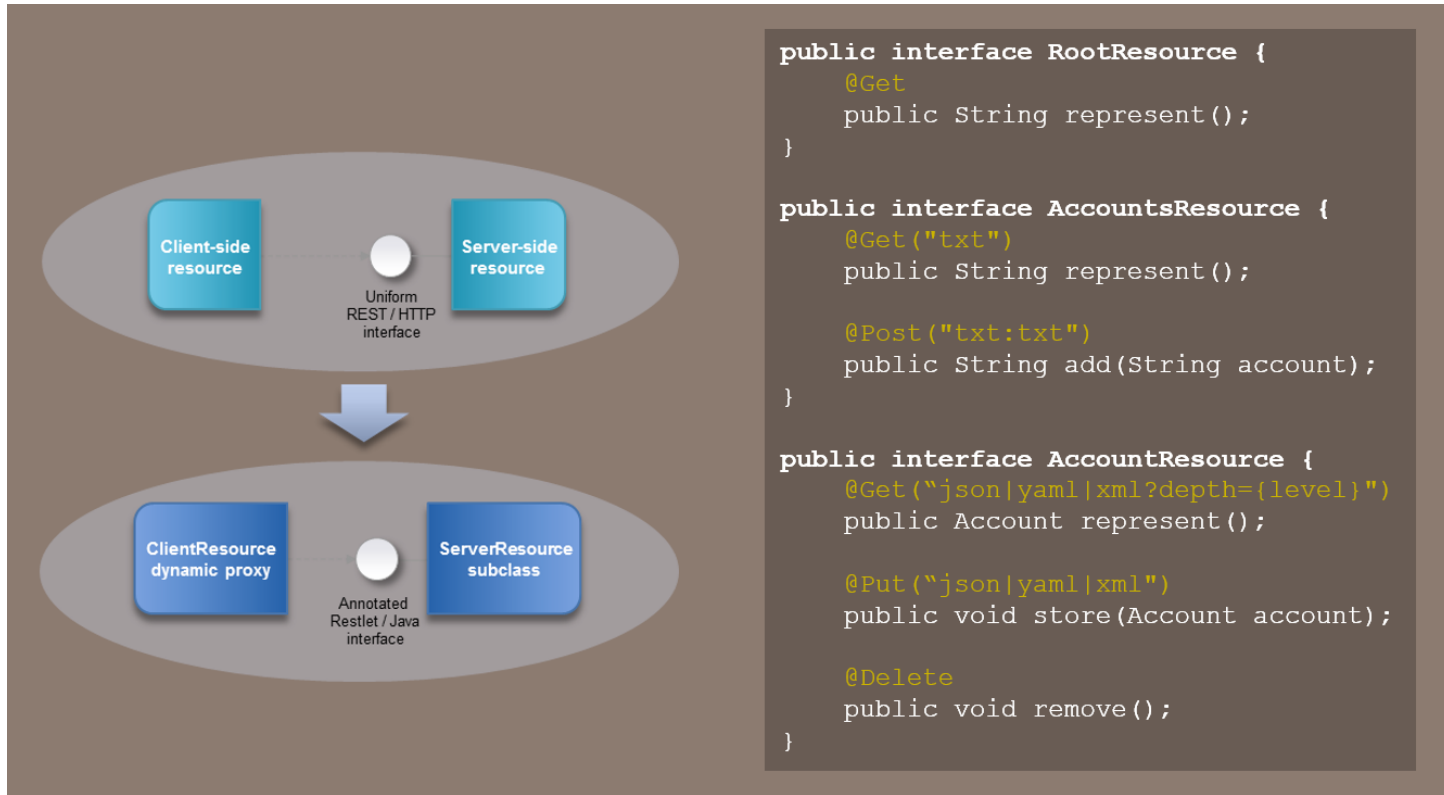 Client-side
resource
Server-side
resource
Uniform
REST / HTTP
interface
ClientResource
dynamic proxy
ServerResource
subclass
Annotated
Restlet / Java
interface
public interface RootResource {
    @Get
    public String represent();
}
public interface AccountsResource {
    @Get("txt")
    public String represent();
    @Post("txt:txt")
    public String add(String account);
}
public interface AccountResource {
    @Get(“json|yaml|xml?depth={level}")
    public Account represent();
    @Put(“json|yaml|xml")
    public void store(Account account);
    @Delete
    public void remove();
}